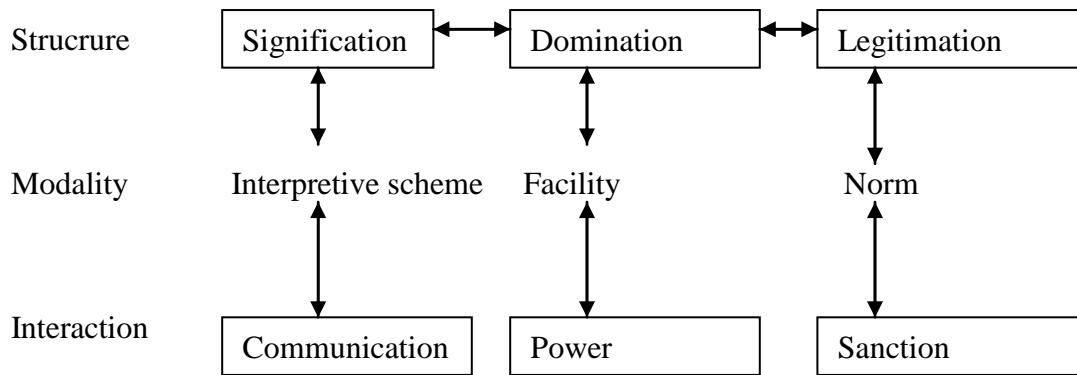 Strucrure Signification Domination Legitimation
Modality Interpretive scheme Facility Norm
Interaction Communication Power Sanction